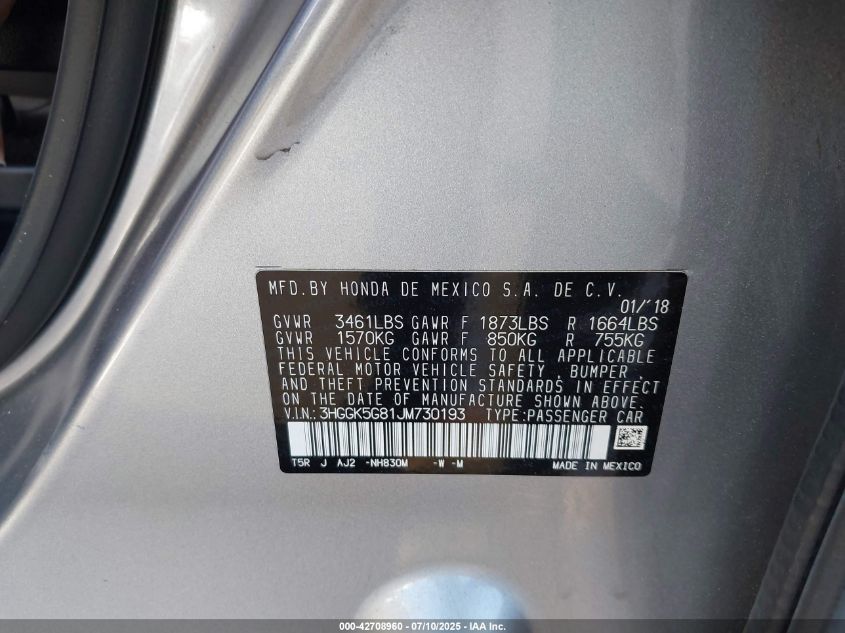 MFD.BY HONDA DE MEXICO S.A. DE C.V.
01/'18
GVWR 3461LBS GAWR F 1873LBS R 1664LBS
GVWR 1570KG GAWR F 850KG R 755KG
THIS VEHICLE CONFORMS TO ALL APPLICABLE
FEDERAL MOTOR VEHICLE SAFETY, BUMPER,
AND THEFT PREVENTION STANDARDS IN EFFECT
ON THE DATE OF MANUFACTURE SHOWN ABOVE.
V.I.N.: 3HGGK5G81JM730193 TYPE:PASSENGER CAR
T5R J AJ2 -NH830M -W -M MADE IN MEXICO
000-42708960 - 07/10/2025 - IAA Inc.